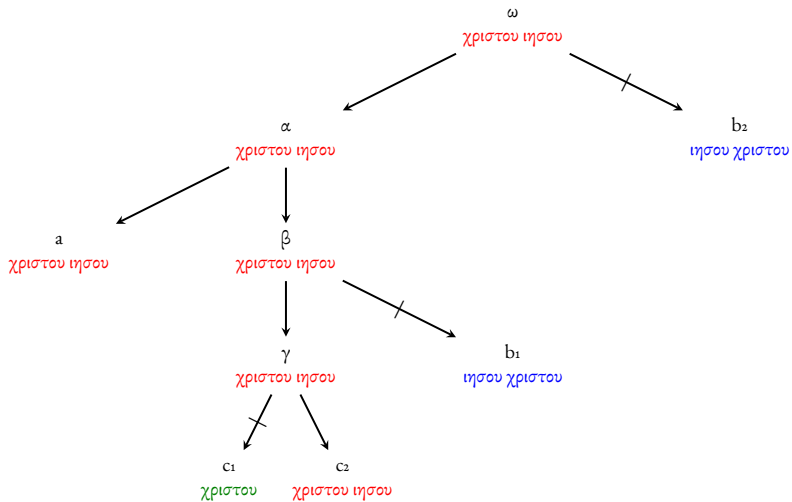 ω
χριστου ιησου
α
χριστου ιησου
b2
ιησου χριστου
a
χριστου ιησου
β
χριστου ιησου
γ
χριστου ιησου
b1
ιησου χριστου
c1
χριστου
c2
χριστου ιησου